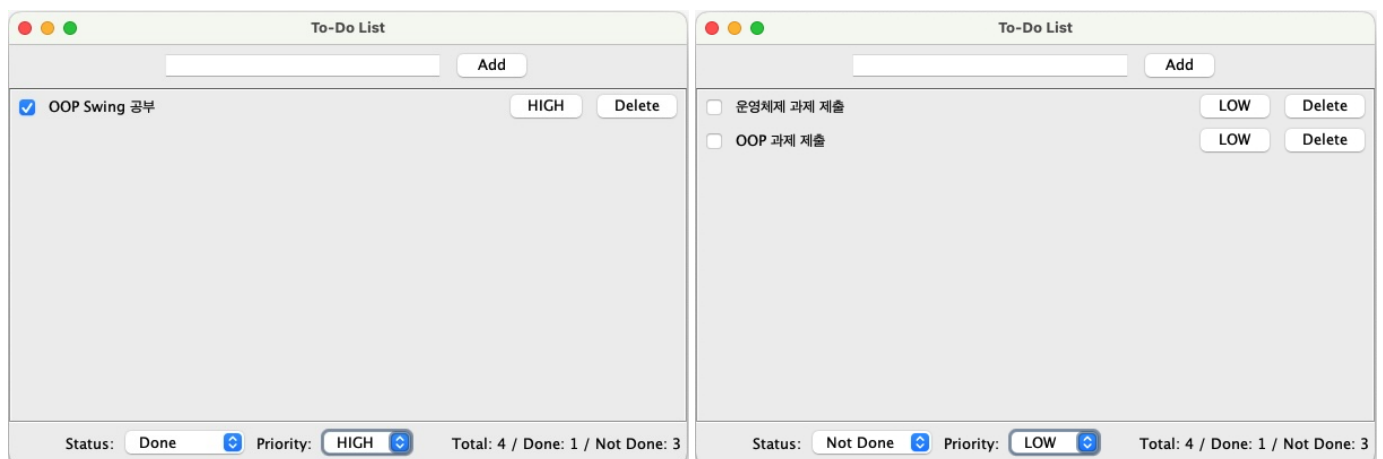 To-Do List
Add
OOP Swing 공부 HIGH Delete
Status: Done Priority: HIGH Total: 4 / Done: 1 / Not Done: 3
To-Do List
Add
운영체제 과제 제출 LOW Delete
OOP 과제 제출 LOW Delete
Status: Not Done Priority: LOW Total: 4 / Done: 1 / Not Done: 3